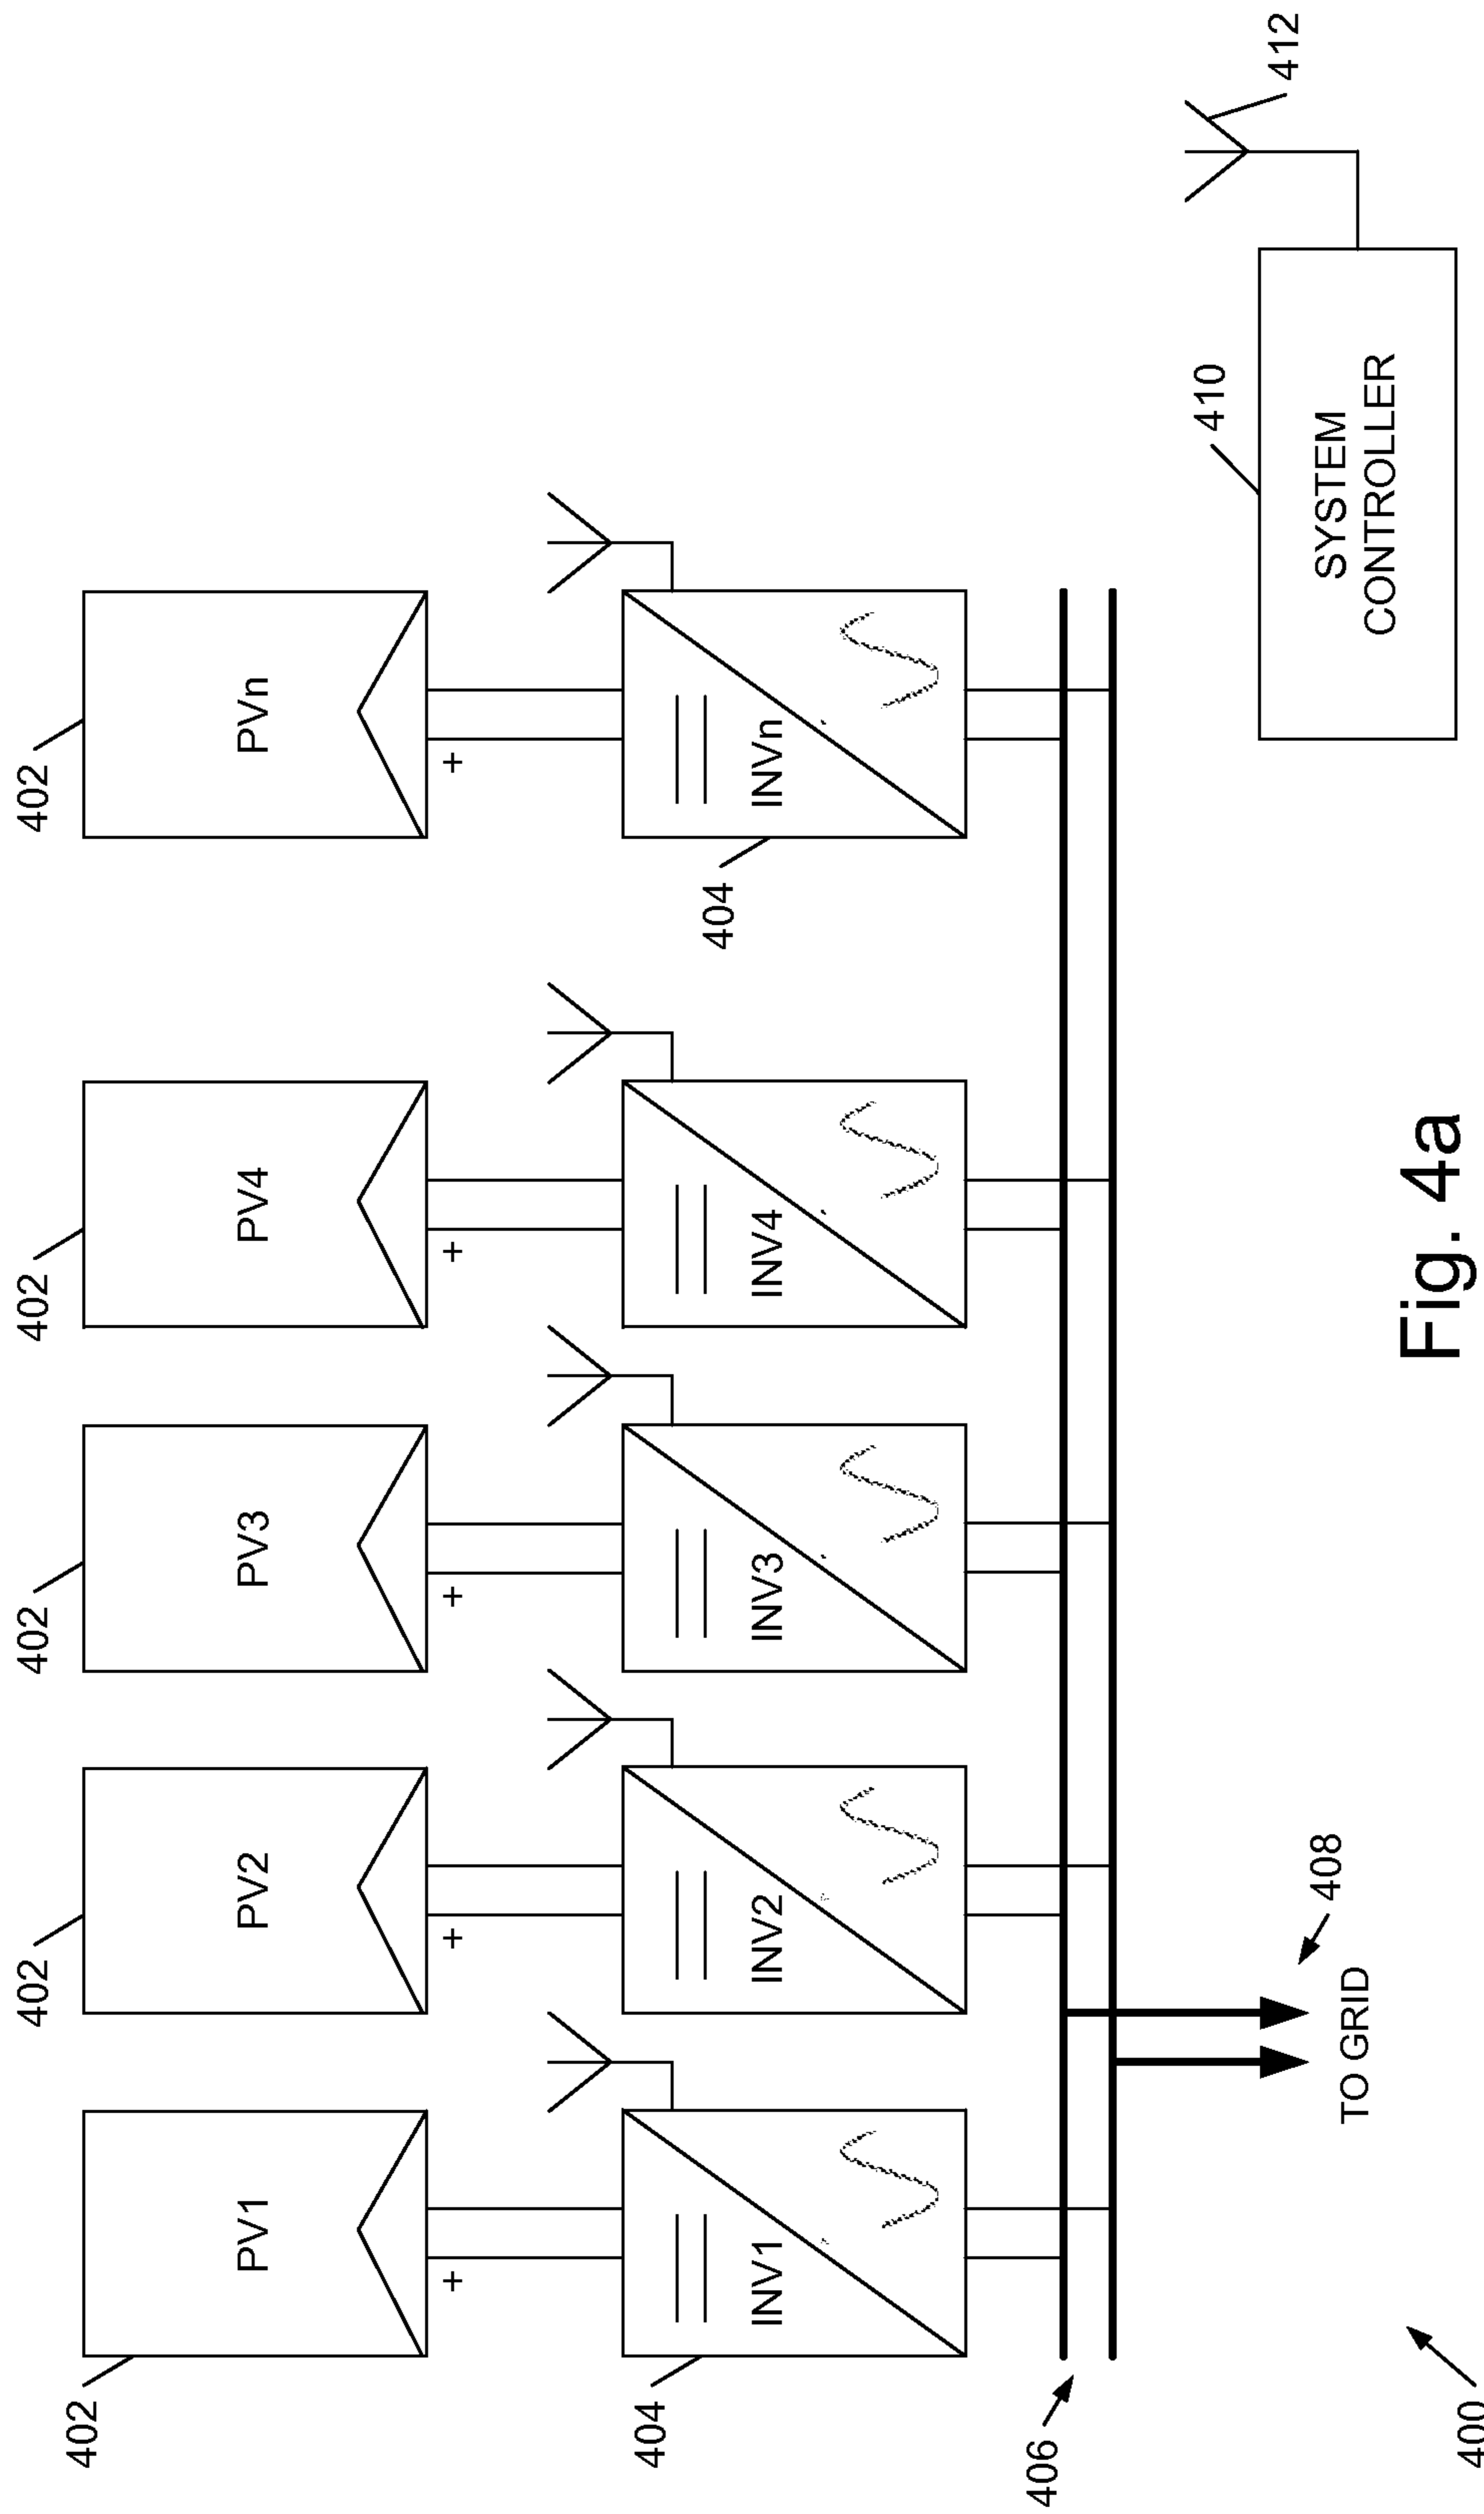 402
402
402
402
402
PV1
PV2
PV3
PV4
PVn
+
+
+
+
+
404
INV1
INV2
INV3
INV4
INVn
404
406
TO GRID
408
410
SYSTEM
CONTROLLER
412
400
Fig. 4a